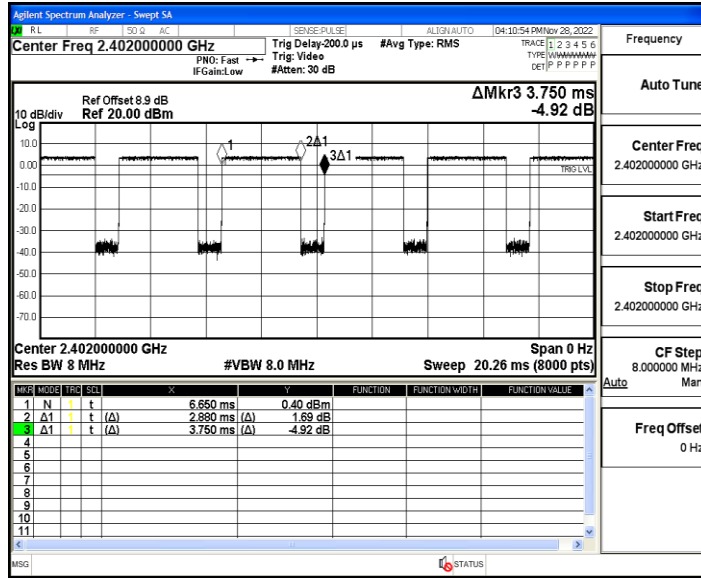 Agilent Spectrum Analyzer - Swept SA
RL RF 50 Ω AC SENSE:PULSE ALIGN AUTO 04:10:54 PM Nov 28, 2022
Center Freq 2.402000000 GHz
PNO: Fast
IFGain:Low
Trig Delay-200.0 µs
Trig: Video
#Atten: 30 dB
#Avg Type: RMS
TRACE 1 2 3 4 5 6
TYPE
DET P P P P P P
Frequency
ΔMkr3 3.750 ms
-4.92 dB
Ref Offset 8.9 dB
10 dB/div Ref 20.00 dBm
Log
10.0
0.00
-10.0
-20.0
-30.0
-40.0
-50.0
-60.0
-70.0
1
2Δ1
3Δ1
TRIG LVL
Center 2.402000000 GHz Span 0 Hz
Res BW 8 MHz #VBW 8.0 MHz Sweep 20.26 ms (8000 pts)
MKR MODE TRC SCL X Y FUNCTION FUNCTION WIDTH FUNCTION VALUE
1 N 1 t 6.650 ms 0.40 dBm
2 Δ1 1 t (Δ) 2.880 ms (Δ) 1.69 dB
3 Δ1 1 t (Δ) 3.750 ms (Δ) -4.92 dB
4
5
6
7
8
9
10
11
MSG STATUS
Auto Tune
Center Freq
2.402000000 GHz
Start Freq
2.402000000 GHz
Stop Freq
2.402000000 GHz
CF Step
8.000000 MHz
Auto Man
Freq Offset
0 Hz